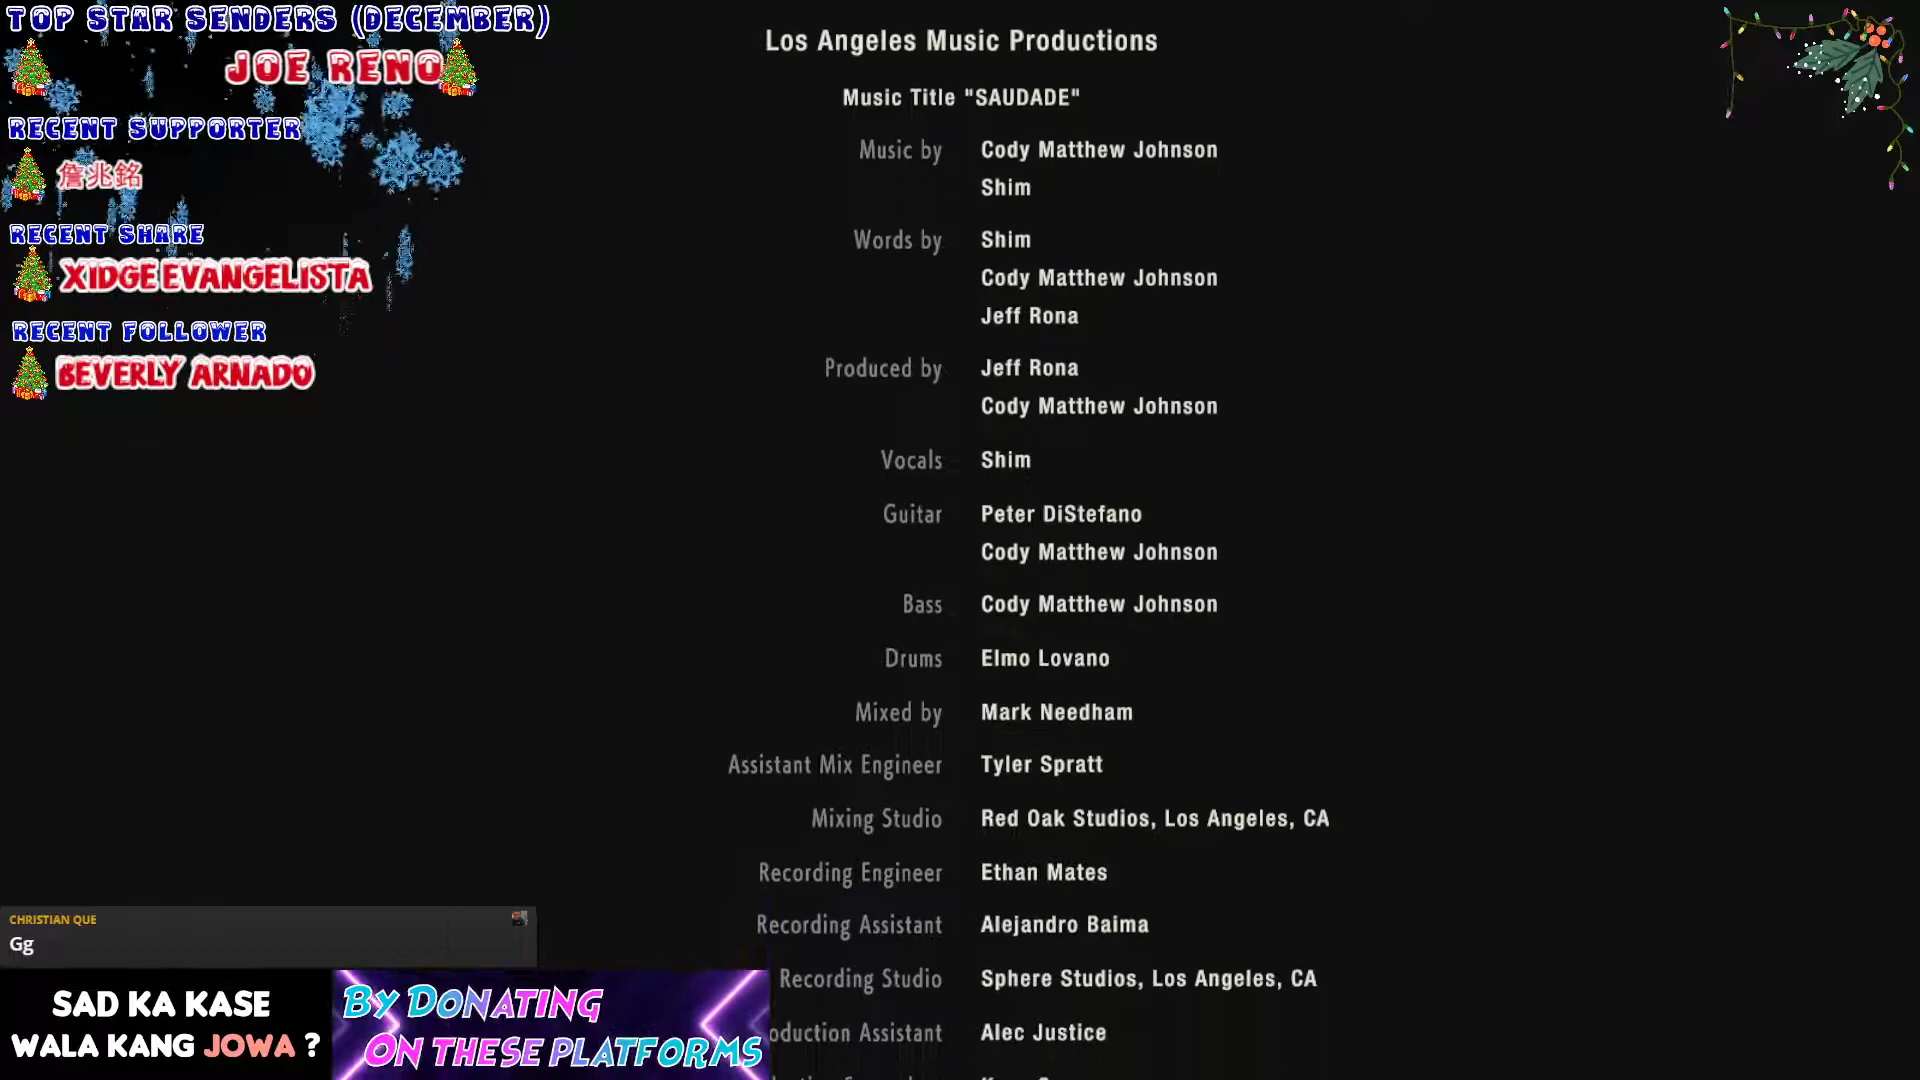 TOP STAR SENDERS (DECEMBER)
JOE RENO
RECENT SUPPORTER
詹兆銘
RECENT SHARE
XIDGE EVANGELISTA
RECENT FOLLOWER
BEVERLY ARNADO
Los Angeles Music Productions
Music Title "SAUDADE"
Music by Cody Matthew Johnson
Shim
Words by Shim
Cody Matthew Johnson
Jeff Rona
Produced by Jeff Rona
Cody Matthew Johnson
Vocals Shim
Guitar Peter DiStefano
Cody Matthew Johnson
Bass Cody Matthew Johnson
Drums Elmo Lovano
Mixed by Mark Needham
Assistant Mix Engineer Tyler Spratt
Mixing Studio Red Oak Studios, Los Angeles, CA
Recording Engineer Ethan Mates
Recording Assistant Alejandro Baima
Recording Studio Sphere Studios, Los Angeles, CA
Assistant Alec Justice
CHRISTIAN QUE
Gg
SAD KA KASE
WALA KANG JOWA ?
BY DONATING
ON THESE PLATFORMS